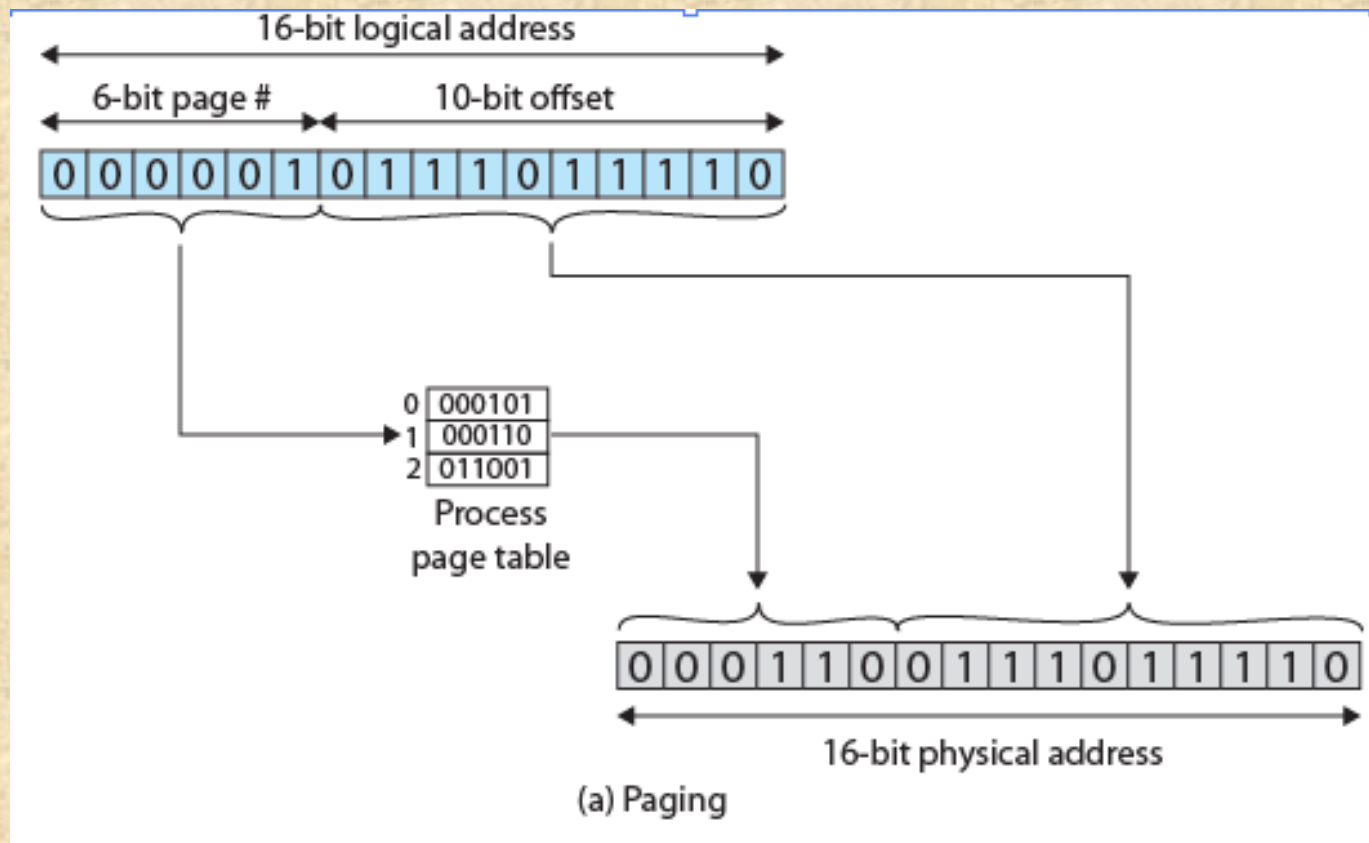 16-bit logical address
6-bit page # 10-bit offset
0 0 0 0 0 1 0 1 1 1 0 1 1 1 1 0
0 000101
1 000110
2 011001
Process
page table
0 0 0 1 1 0 0 1 1 1 0 1 1 1 1 0
16-bit physical address
(a) Paging